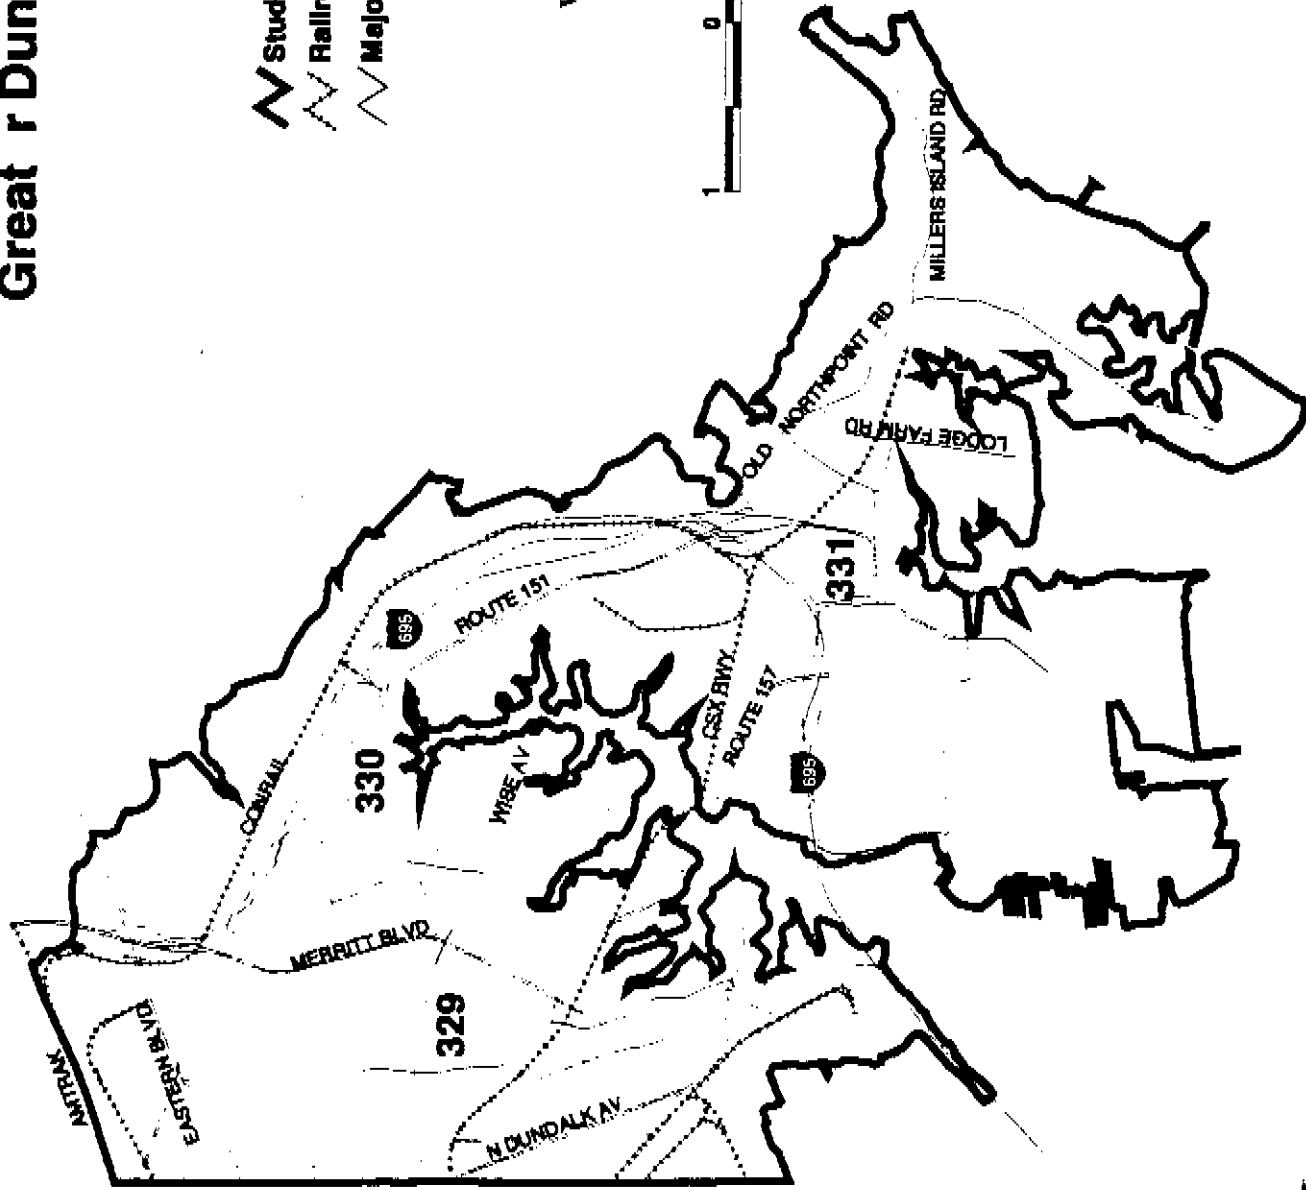 Great r Dun
Stud
Railr
Majo
0
1
MILLERS ISLAND RD
OLD NORTHPOINT RD
LODGE FARM RD
331
695
ROUTE 151
CSX RWY
ROUTE 157
695
330
WISE AV
CONRAIL
MERRITT BLVD
329
AMTRAK
EASTERN BLVD
N DUNDALK AV